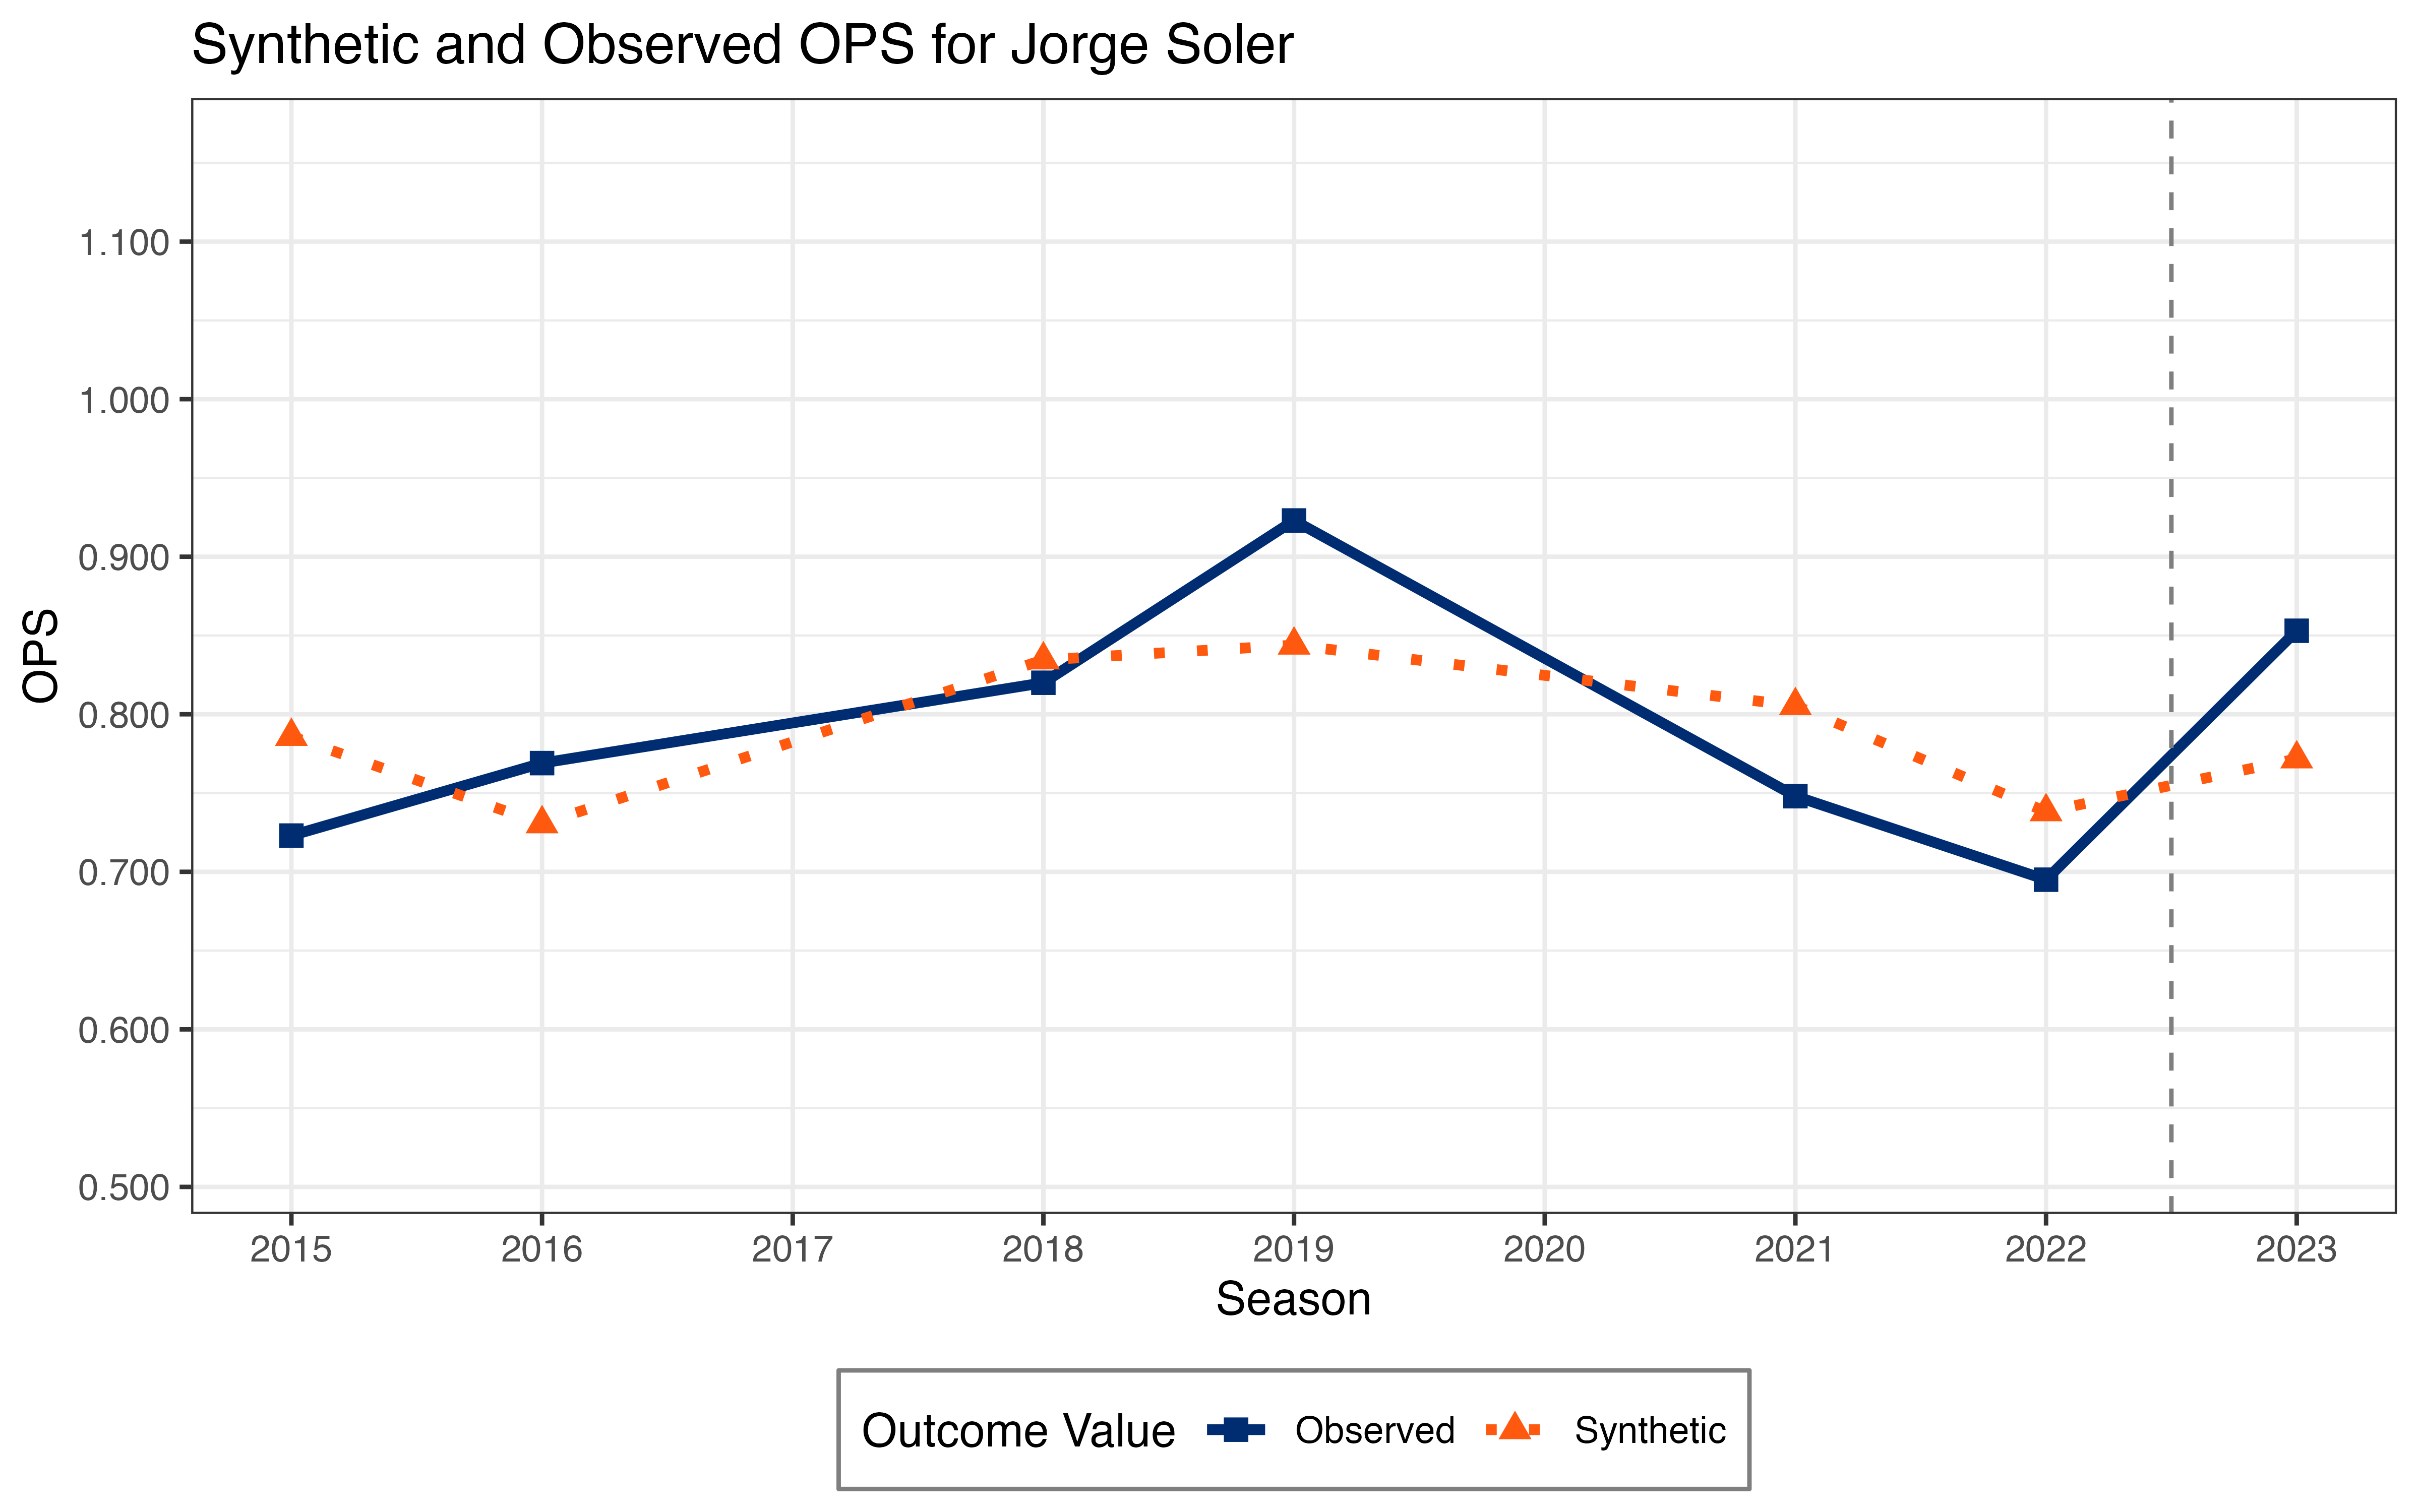 Synthetic and Observed OPS for Jorge Soler
OPS
1.100
1.000
0.900
0.800
0.700
0.600
0.500
2015 2016 2017 2018 2019 2020 2021 2022 2023
Season
Outcome Value Observed Synthetic